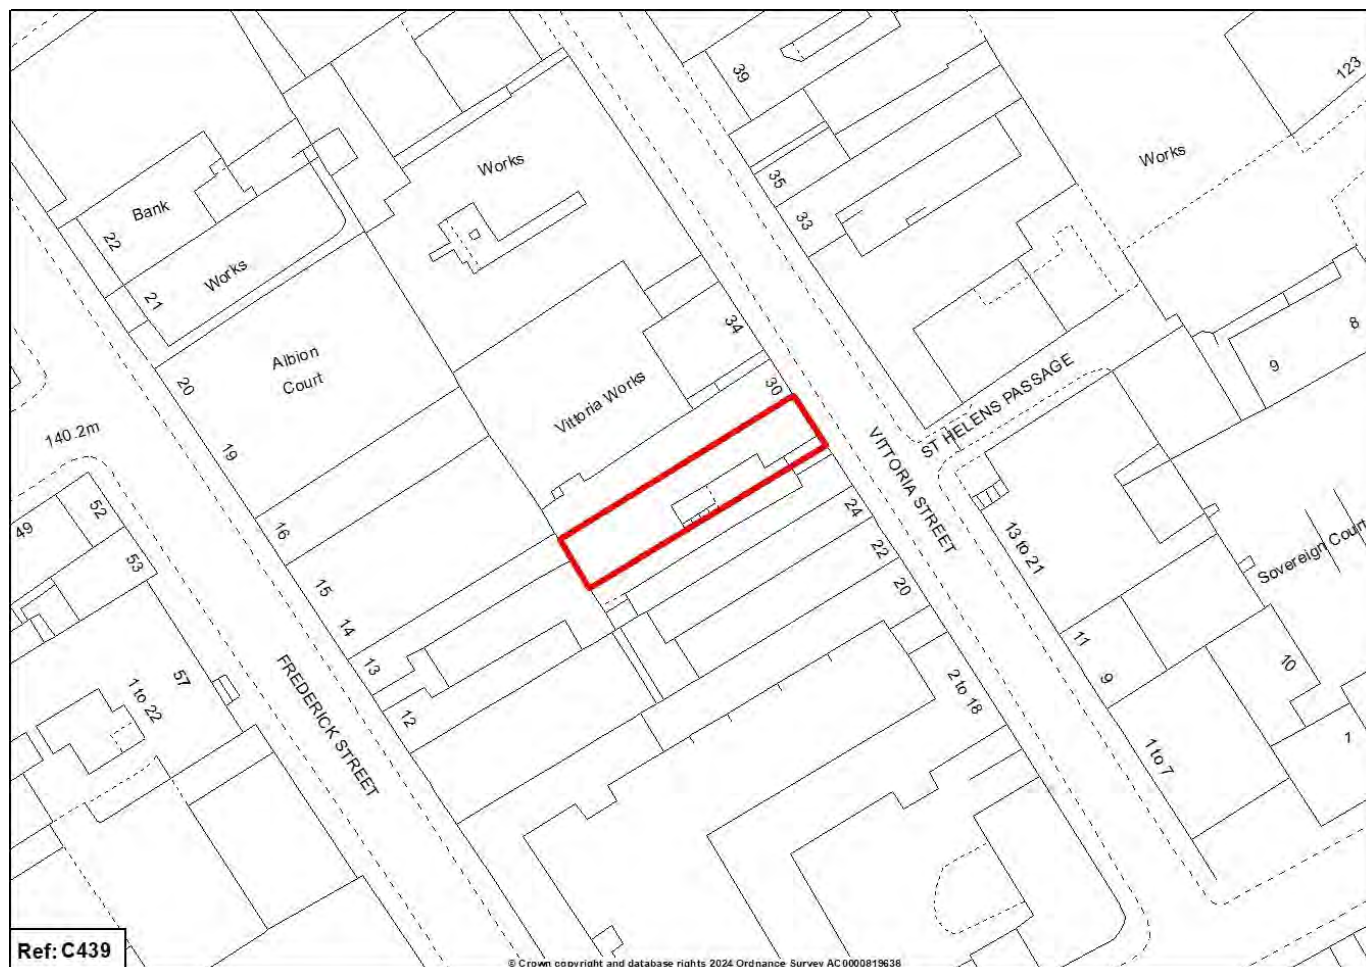 39
123
Works
Works
35
33
Bank
22
Works
21
34
8
Albion
Court
9
ST HELENS PASSAGE
30
20
Vittoria Works
140.2m
19
VITTORIA STREET
52
49
24
16
13 to 21
53
22
Sovereign Court
15
20
14
11
13
10
57
9
1 to 22
FREDERICK STREET
2 to 18
12
1 to 7
1
Ref: C439
© Crown copyright and database rights 2024 Ordnance Survey AC0000819636